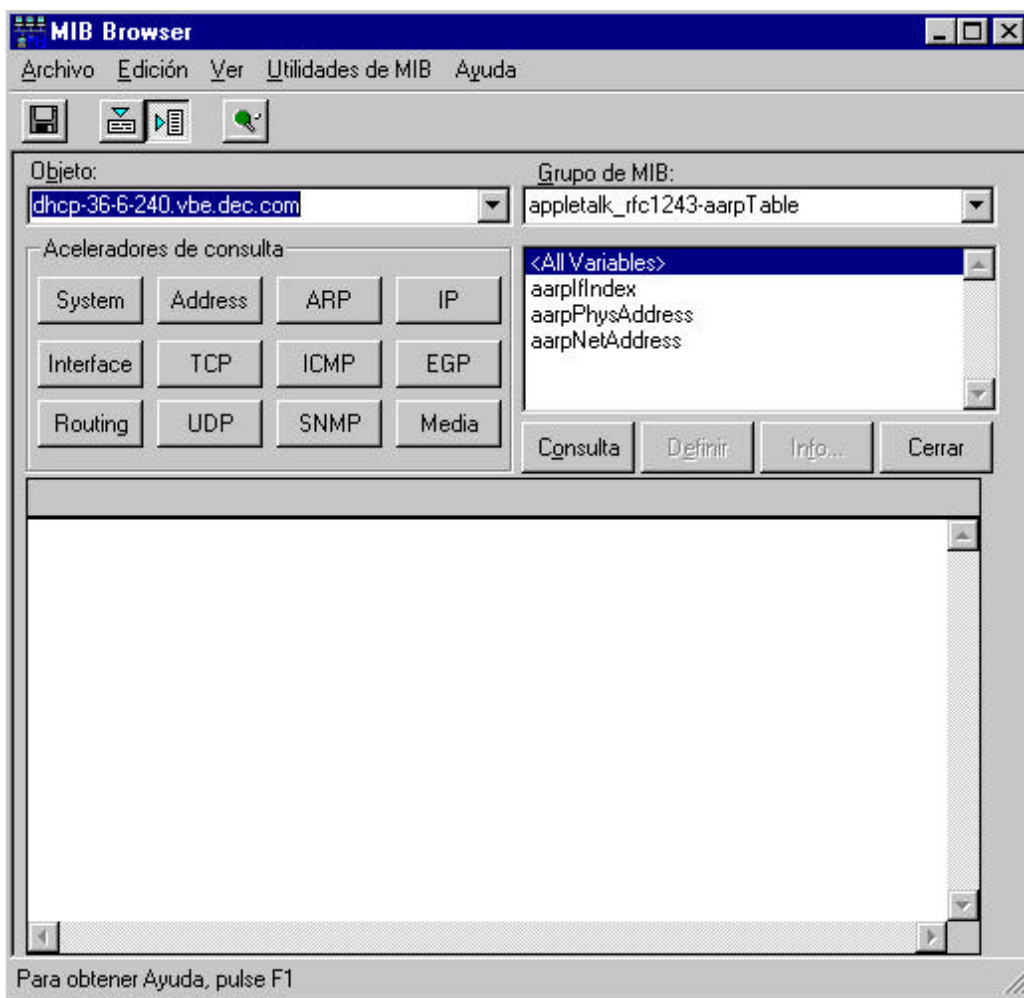 MIB Browser
Archivo Edición Ver Utilidades de MIB Ayuda
Objeto:
dhcp-36-6-240.vbe.dec.com
Grupo de MIB:
appletalk_rfc1243-aarpTable
Aceleradores de consulta
System Address ARP IP
Interface TCP ICMP EGP
Routing UDP SNMP Media
<All Variables>
aarpIfIndex
aarpPhysAddress
aarpNetAddress
Consulta Definir Info... Cerrar
Para obtener Ayuda, pulse F1